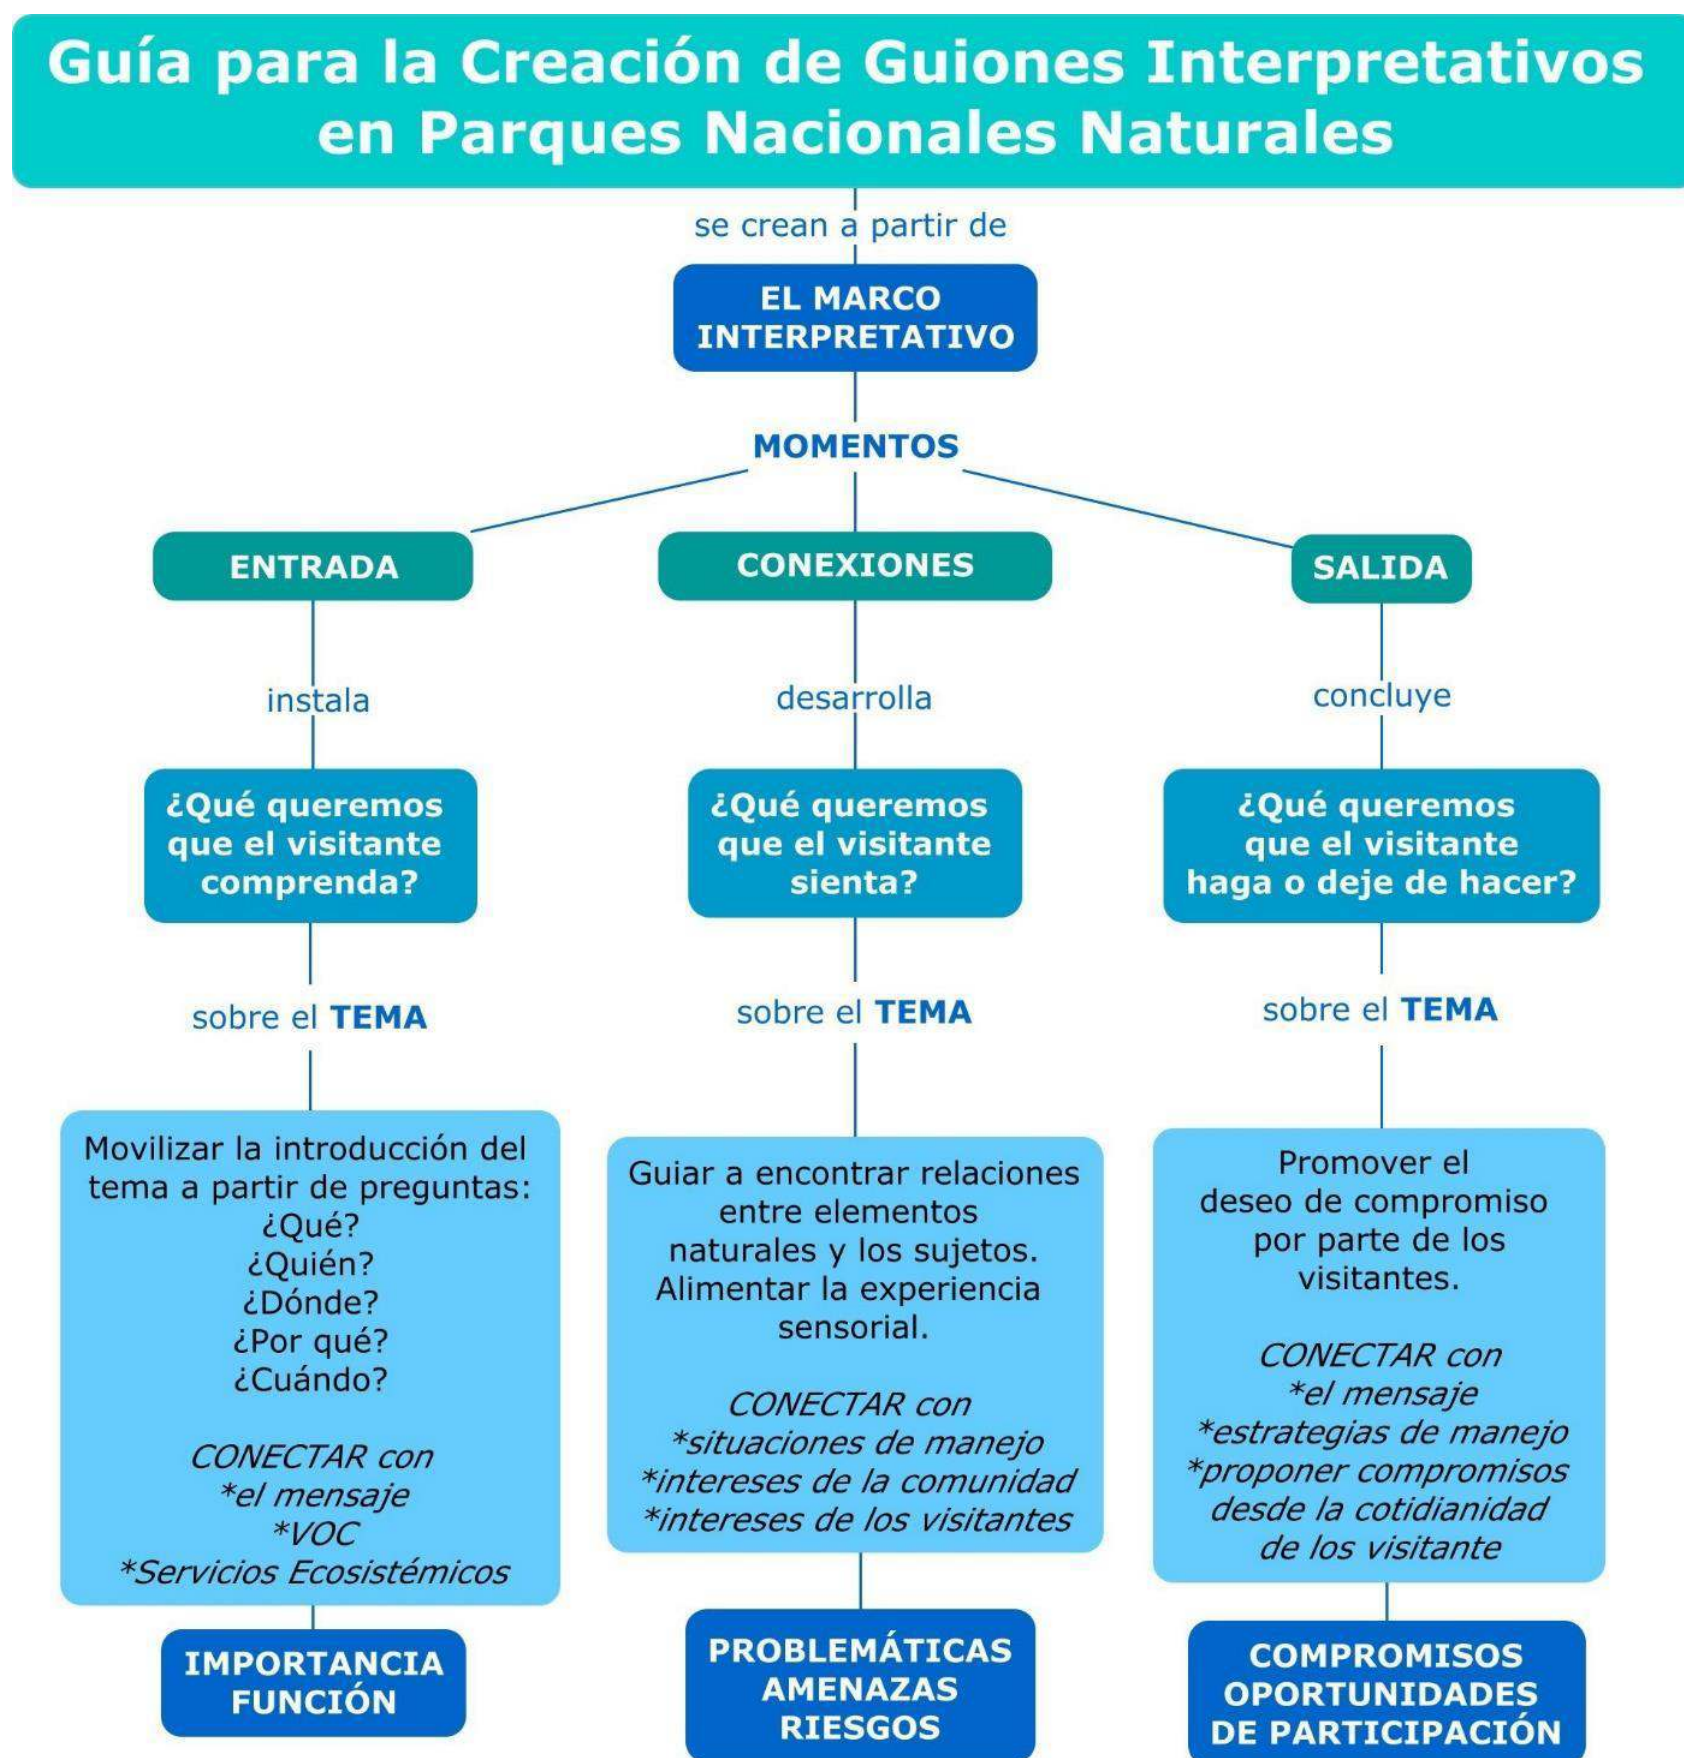 Guía para la Creación de Guiones Interpretativos
en Parques Nacionales Naturales
se crean a partir de
EL MARCO
INTERPRETATIVO
MOMENTOS
ENTRADA
instala
¿Qué queremos
que el visitante
comprenda?
sobre el TEMA
Movilizar la introducción del
tema a partir de preguntas:
¿Qué?
¿Quién?
¿Dónde?
¿Por qué?
¿Cuándo?
CONECTAR con
*el mensaje
*VOC
*Servicios Ecosistémicos
IMPORTANCIA
FUNCIÓN
CONEXIONES
desarrolla
¿Qué queremos
que el visitante
sienta?
sobre el TEMA
Guiar a encontrar relaciones
entre elementos
naturales y los sujetos.
Alimentar la experiencia
sensorial.
CONECTAR con
*situaciones de manejo
*intereses de la comunidad
*intereses de los visitantes
PROBLEMÁTICAS
AMENAZAS
RIESGOS
SALIDA
concluye
¿Qué queremos
que el visitante
haga o deje de hacer?
sobre el TEMA
Promover el
deseo de compromiso
por parte de los
visitantes.
CONECTAR con
*el mensaje
*estrategias de manejo
*proponer compromisos
desde la cotidianidad
de los visitante
COMPROMISOS
OPORTUNIDADES
DE PARTICIPACIÓN